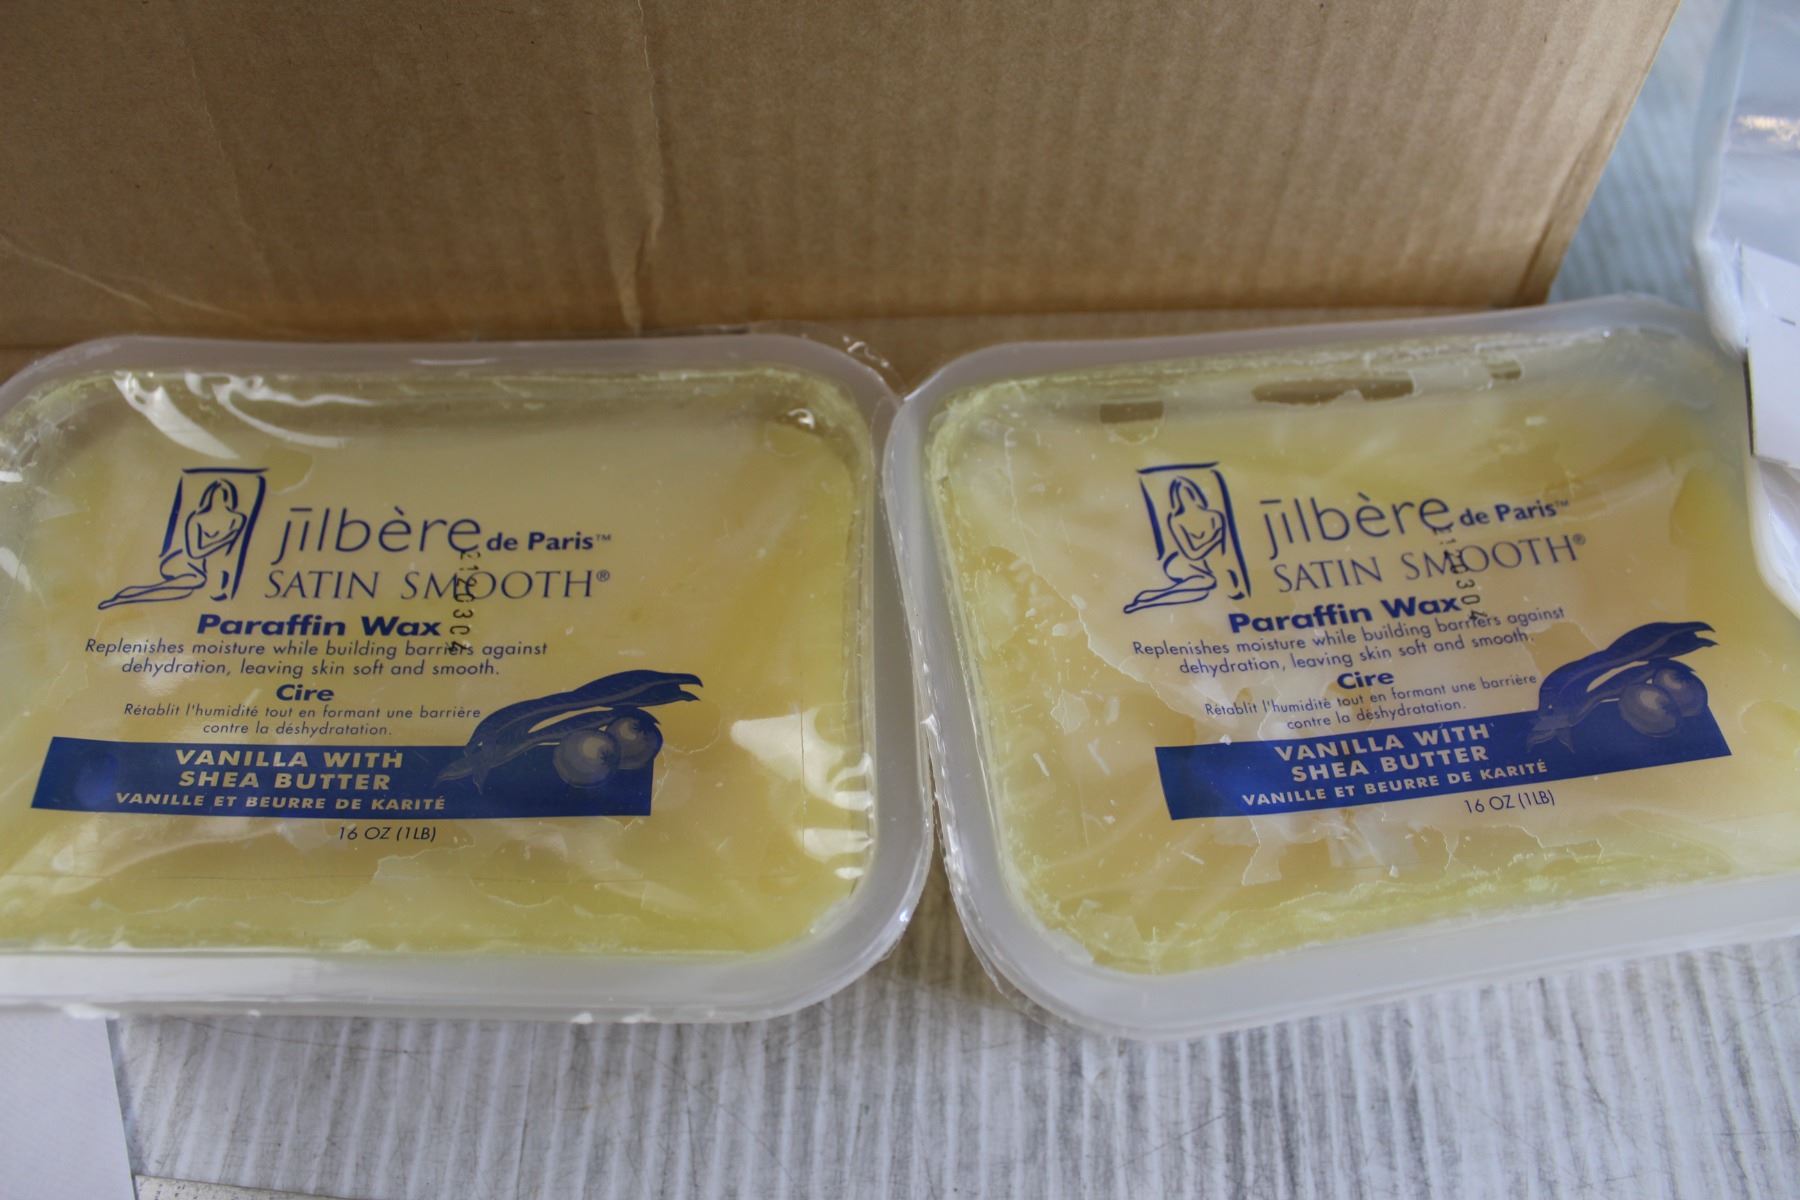 jīlbère de Paris™
SATIN SMOOTH®
Paraffin Wax
Replenishes moisture while building barriers against
dehydration, leaving skin soft and smooth.
Cire
Rétablit l'humidité tout en formant une barrière
contre la déshydratation.
VANILLA WITH
SHEA BUTTER
VANILLE ET BEURRE DE KARITÉ
16 OZ (1LB)
jīlbère de Paris™
SATIN SMOOTH®
Paraffin Wax
Replenishes moisture while building barriers against
dehydration, leaving skin soft and smooth.
Cire
Rétablit l'humidité tout en formant une barrière
contre la déshydratation.
VANILLA WITH
SHEA BUTTER
VANILLE ET BEURRE DE KARITÉ
16 OZ (1LB)